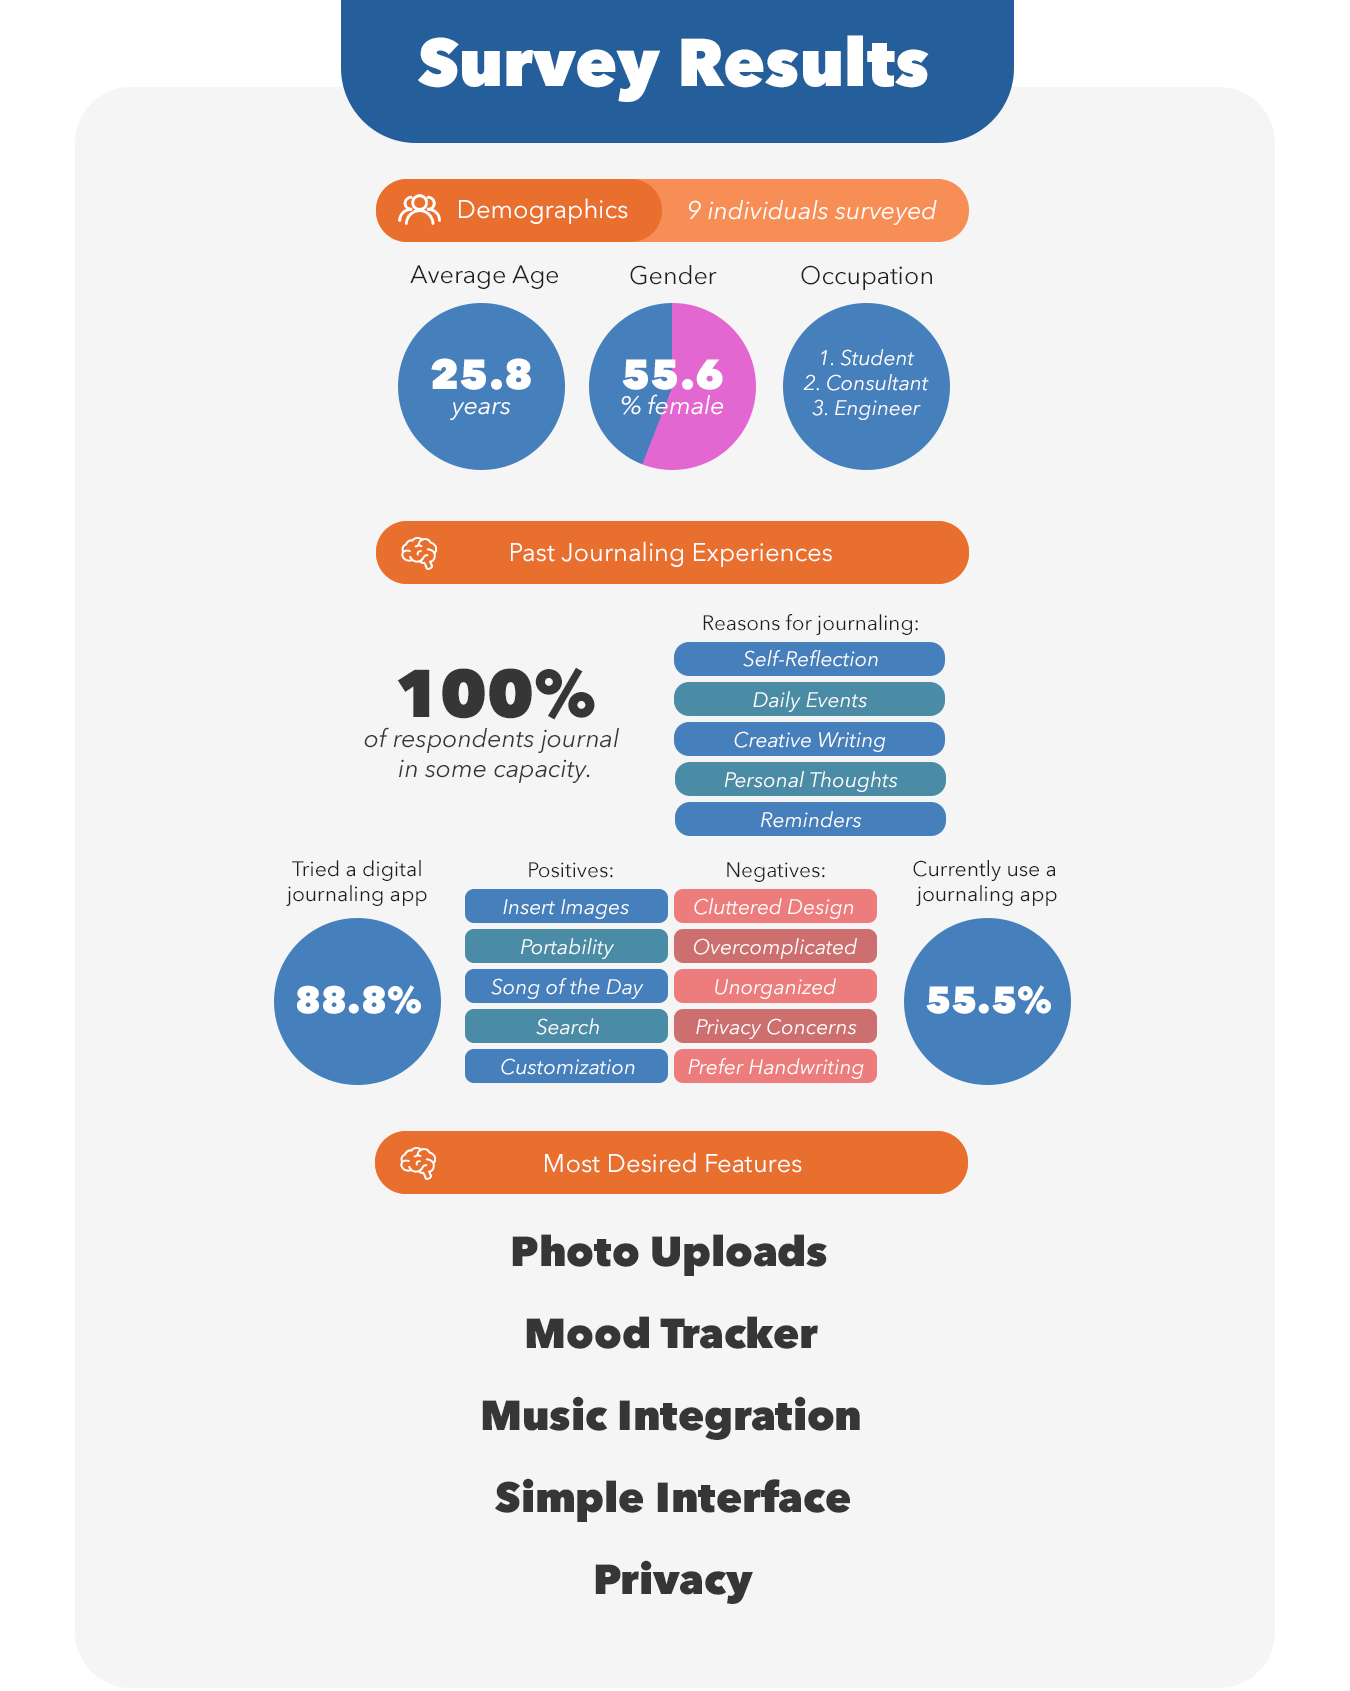 Survey Results
Demographics
9 individuals surveyed
Average Age
25.8
years
Gender
55.6
% female
Occupation
1. Student
2. Consultant
3. Engineer
Past Journaling Experiences
100%
of respondents journal
in some capacity.
Reasons for journaling:
Self-Reflection
Daily Events
Creative Writing
Personal Thoughts
Reminders
Tried a digital
journaling app
88.8%
Positives:
Insert Images
Portability
Song of the Day
Search
Customization
Negatives:
Cluttered Design
Overcomplicated
Unorganized
Privacy Concerns
Prefer Handwriting
Currently use a
journaling app
55.5%
Most Desired Features
Photo Uploads
Mood Tracker
Music Integration
Simple Interface
Privacy